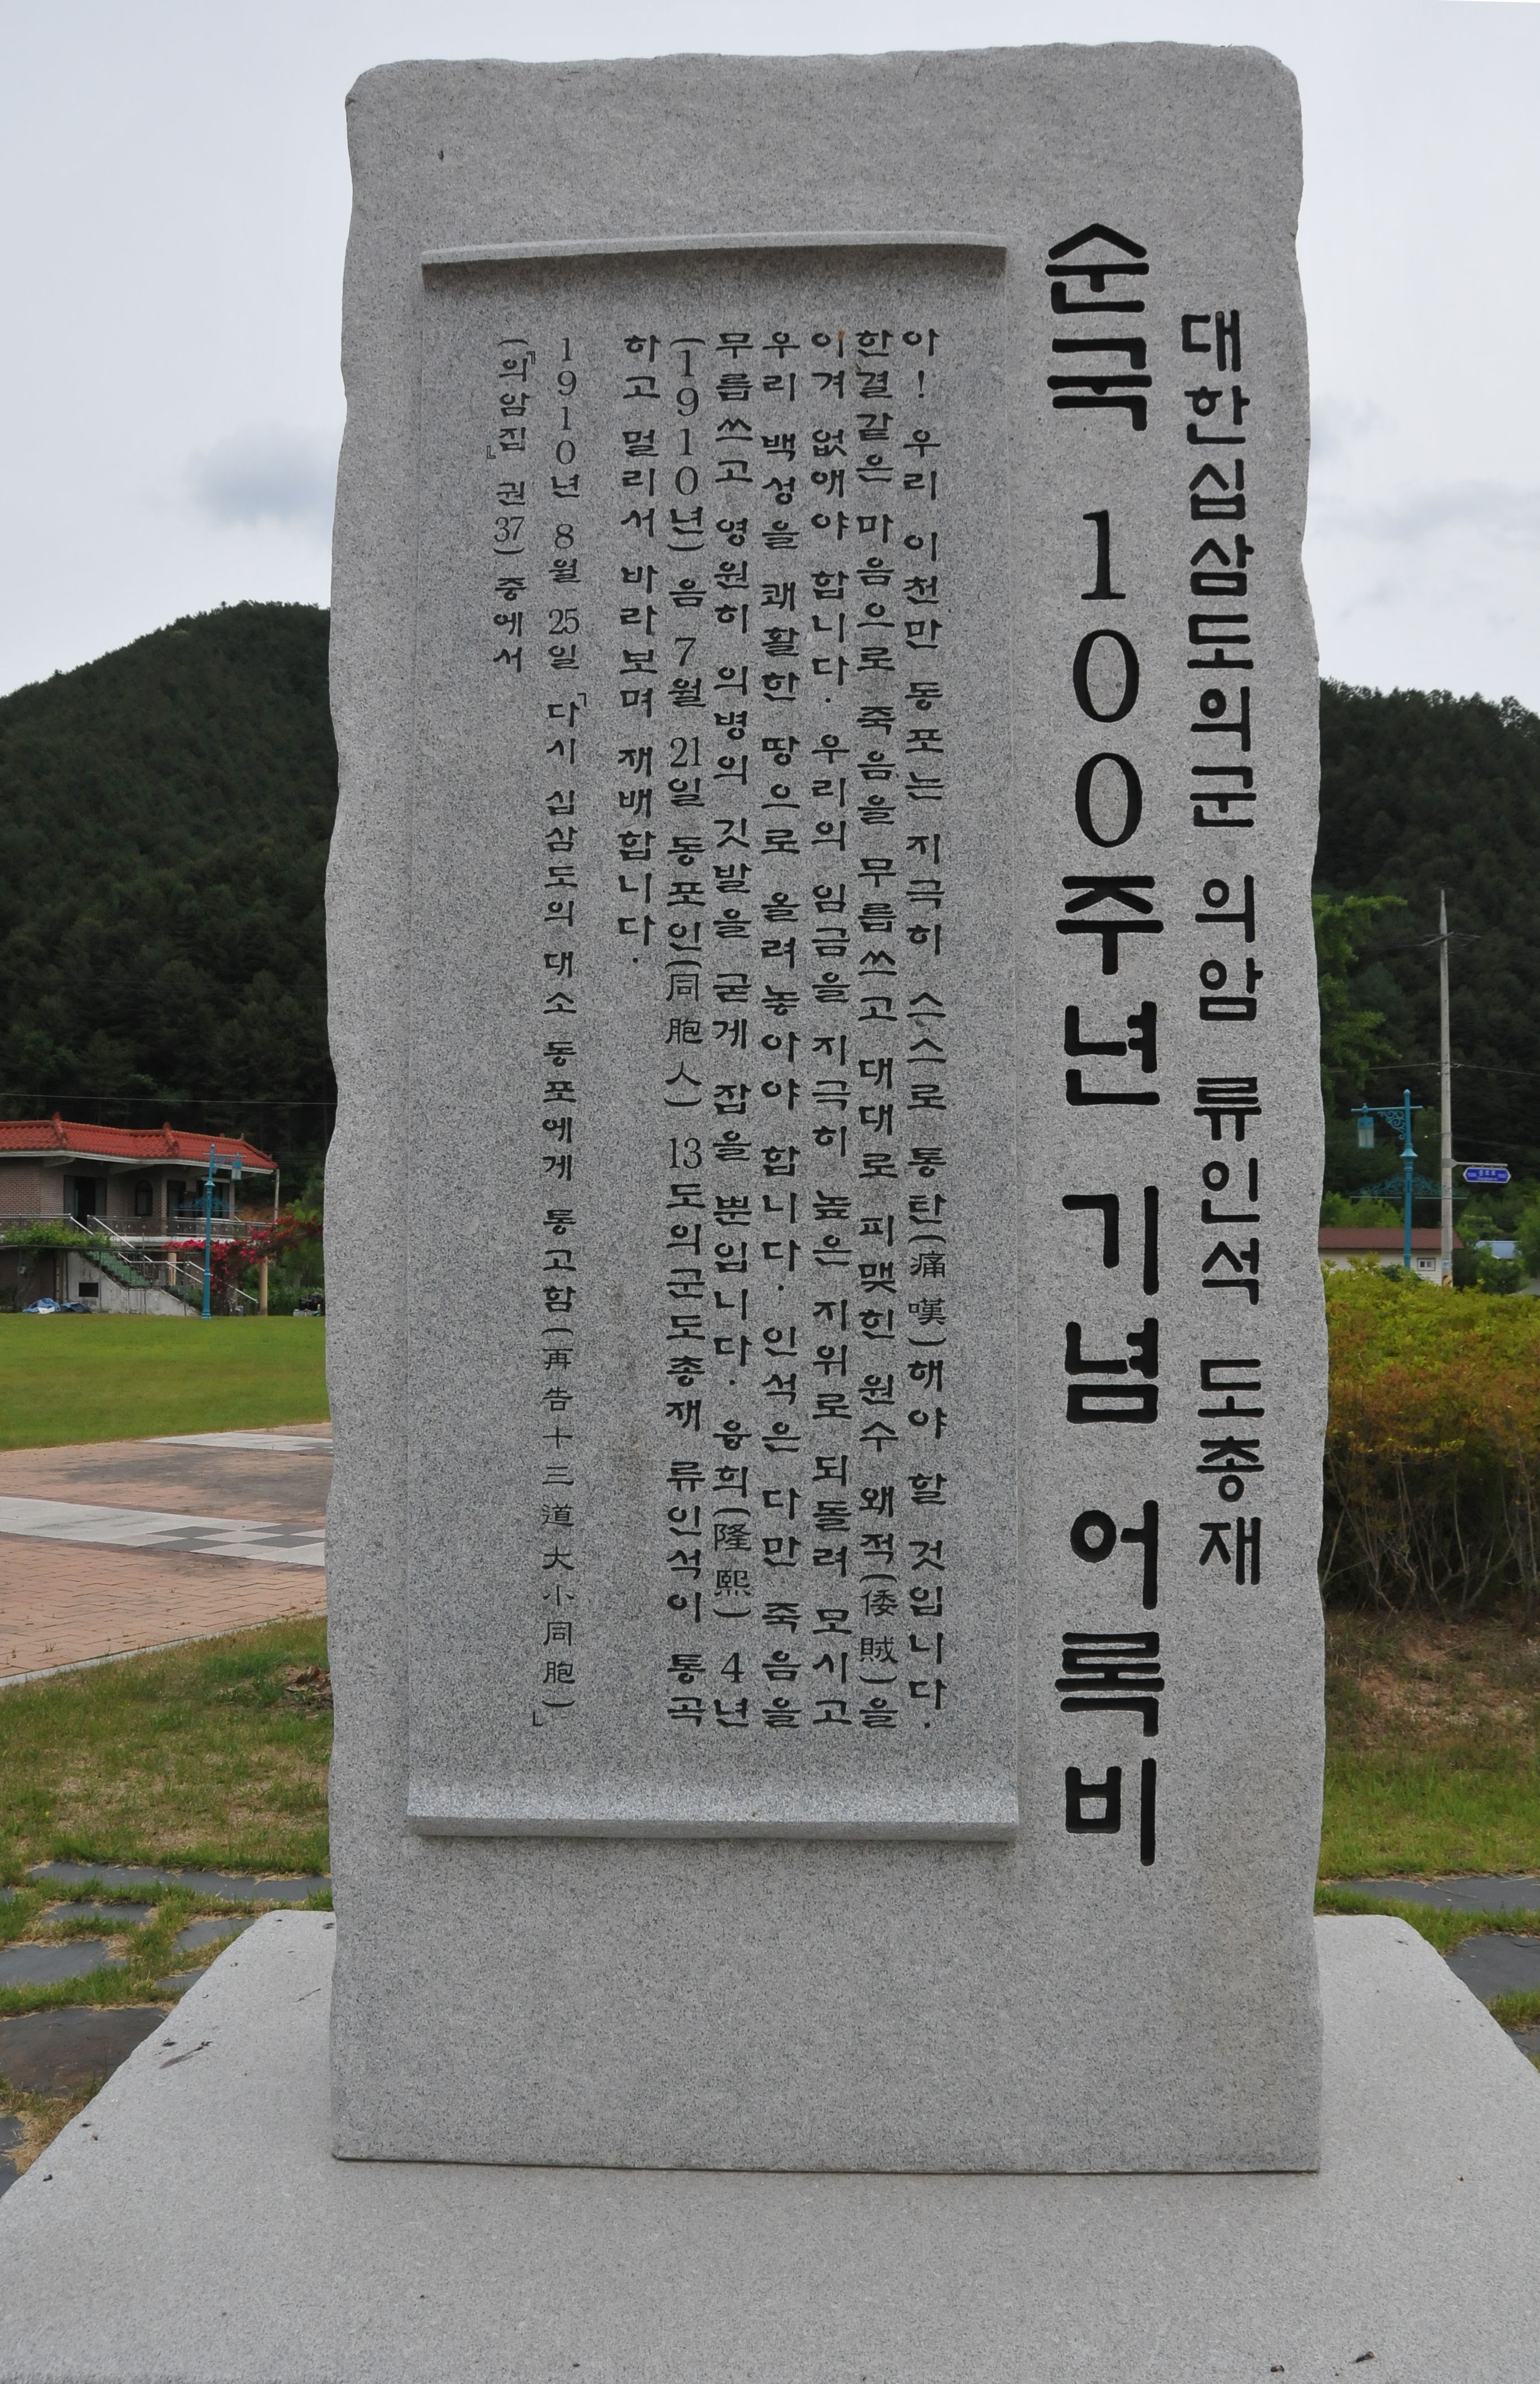 대한십삼도의군 의암 류인석 도총재
순국 100주년 기념 어록비
아! 우리 이천만 동포는 지극히 스스로 통탄(痛嘆)해야 할 것입니다.
한결같은 마음으로 죽음을 무릅쓰고 대대로 피맺힌 원수 왜적(倭賊)을
이겨 없애야 합니다. 우리의 임금을 지극히 높은 지위로 되돌려 모시고
우리 백성을 쾌활한 땅으로 올려놓아야 합니다. 인석은 다만 죽음을
무릅쓰고 영원히 의병의 깃발을 굳게 잡을 뿐입니다. 융희(隆熙) 4년
(1910년) 음 7월 21일 동포인(同胞人) 13도의군도총재 류인석이 통곡
하고 멀리서 바라보며 재배합니다.
1910년 8월 25일 「다시 십삼도의 대소 동포에게 통고함(再告十三道大小同胞)」
(『의암집』 권37) 중에서